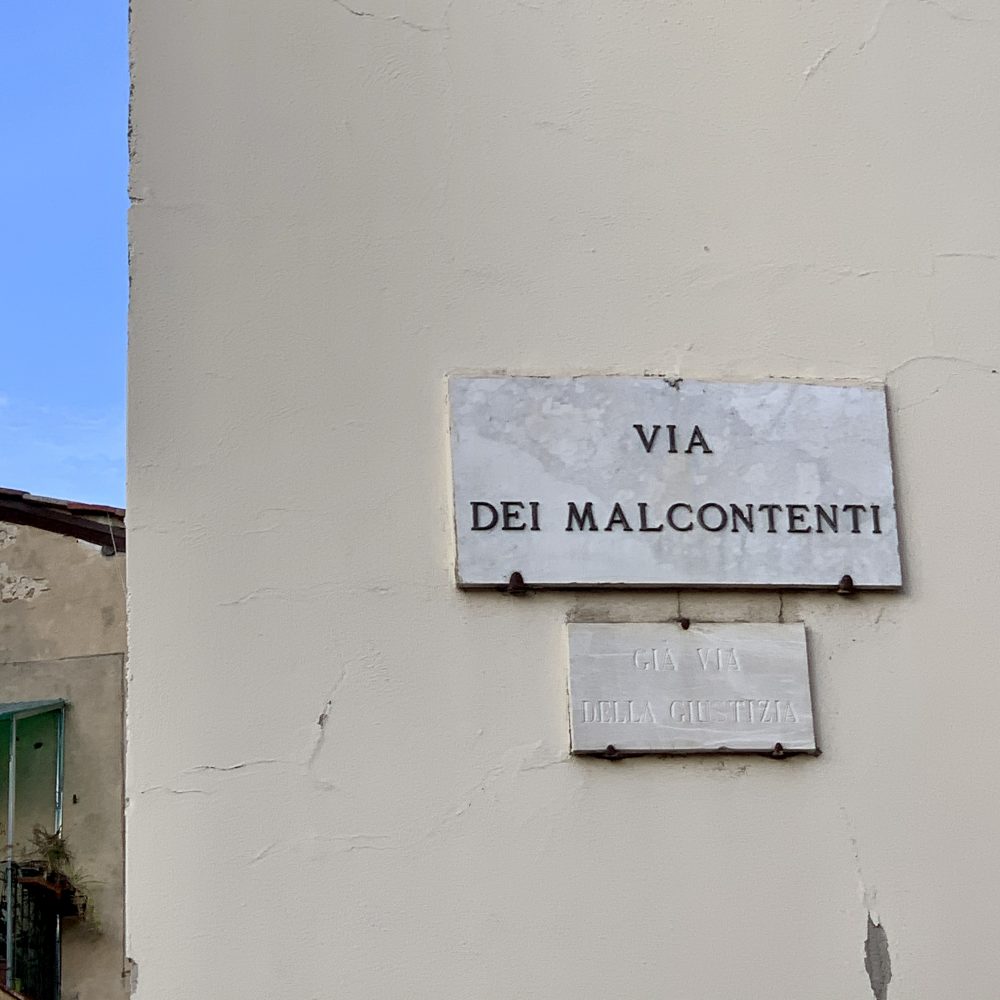 VIA
DEI MALCONTENTI
GIÀ VIA
DELLA GIUSTIZIA